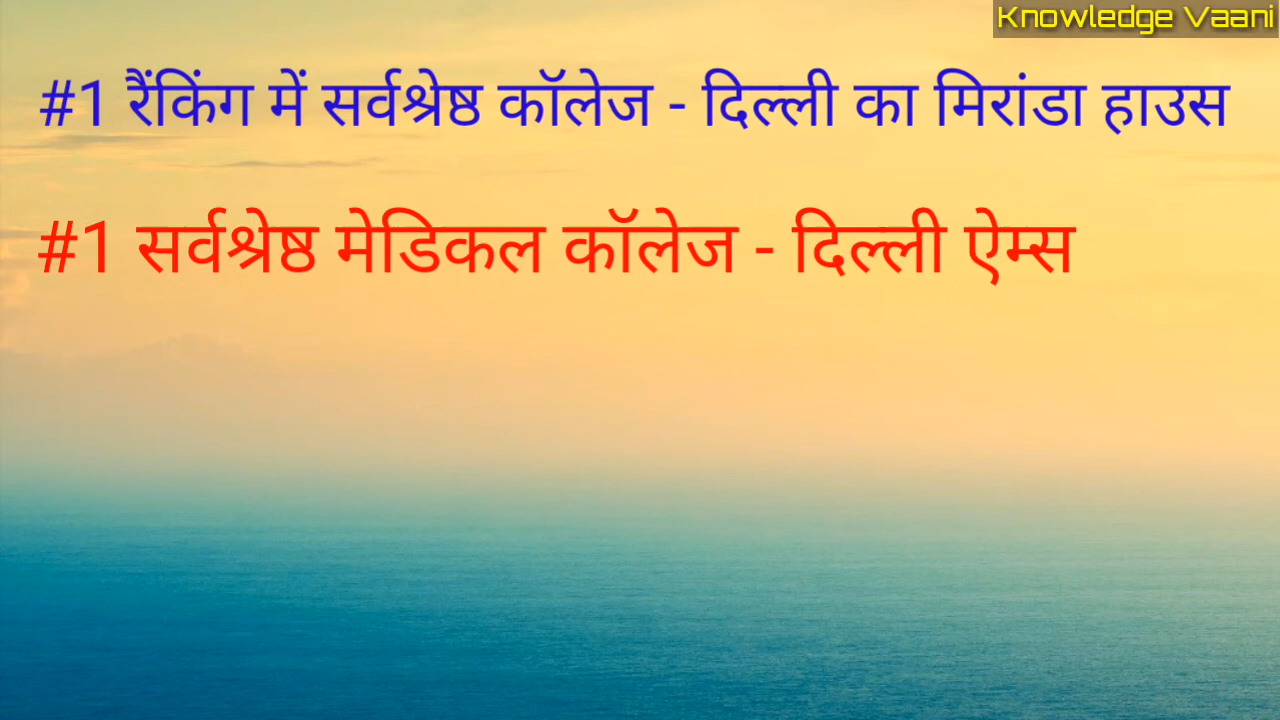 Knowledge Vaani
#1 रैंकिंग में सर्वश्रेष्ठ कॉलेज - दिल्ली का मिरांडा हाउस
#1 सर्वश्रेष्ठ मेडिकल कॉलेज - दिल्ली ऐम्स